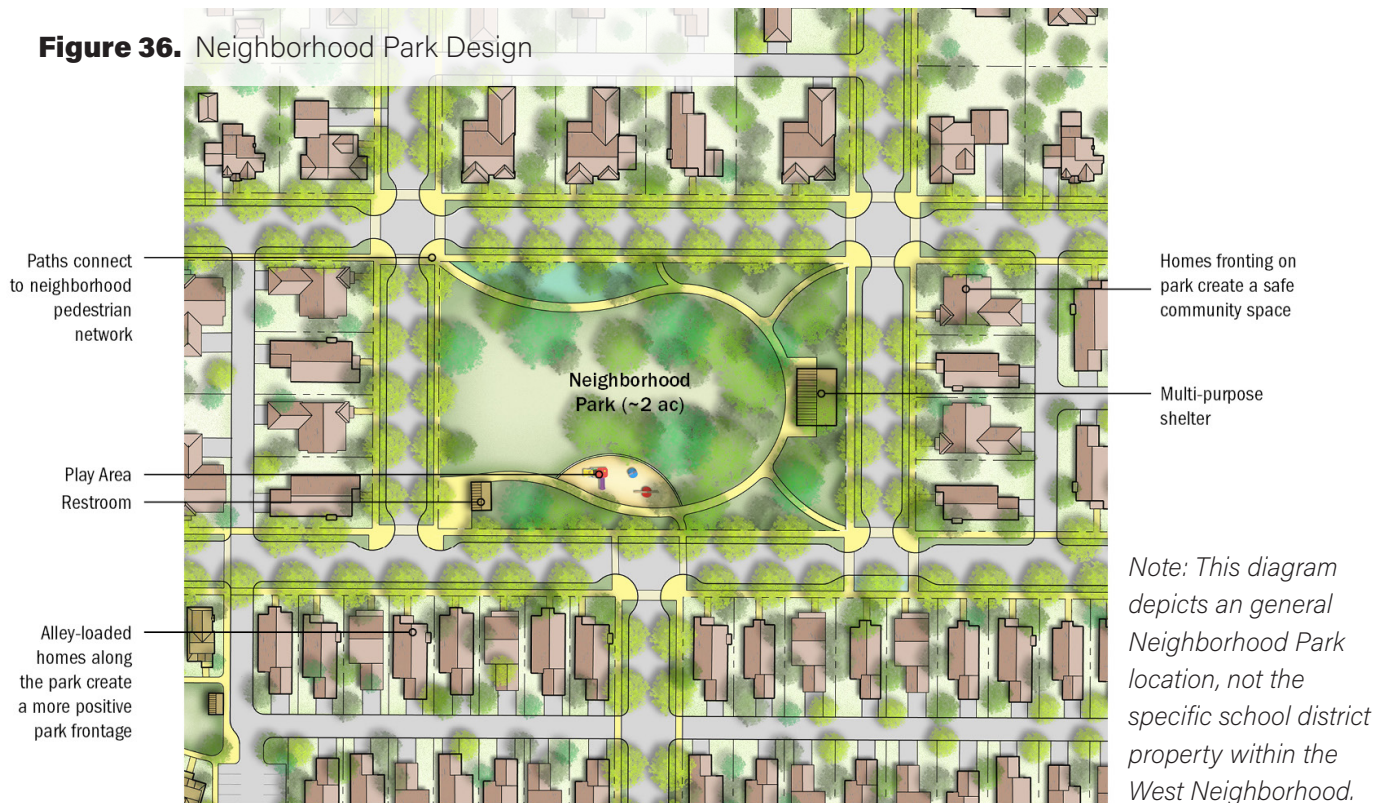 Figure 36. Neighborhood Park Design
Paths connect
to neighborhood
pedestrian
network
Homes fronting on
park create a safe
community space
Neighborhood
Park (~2 ac)
Multi-purpose
shelter
Play Area
Restroom
Alley-loaded
homes along
the park create
a more positive
park frontage
Note: This diagram
depicts an general
Neighborhood Park
location, not the
specific school district
property within the
West Neighborhood.